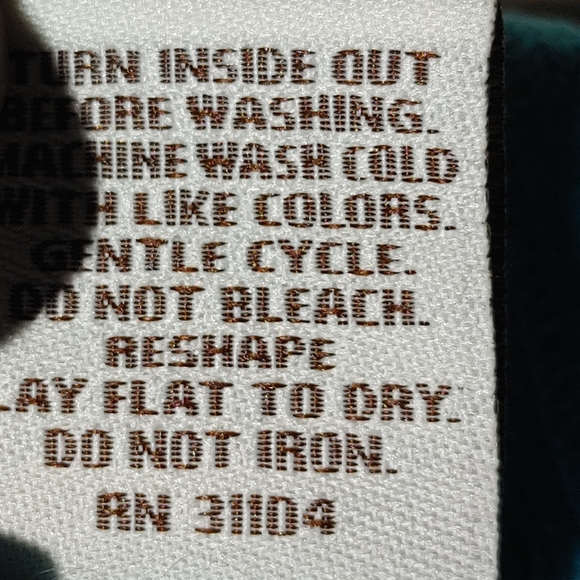 TURN INSIDE OUT
BEFORE WASHING.
MACHINE WASH COLD
WITH LIKE COLORS.
GENTLE CYCLE.
DO NOT BLEACH.
RESHAPE
LAY FLAT TO DRY.
DO NOT IRON.
RN 31104